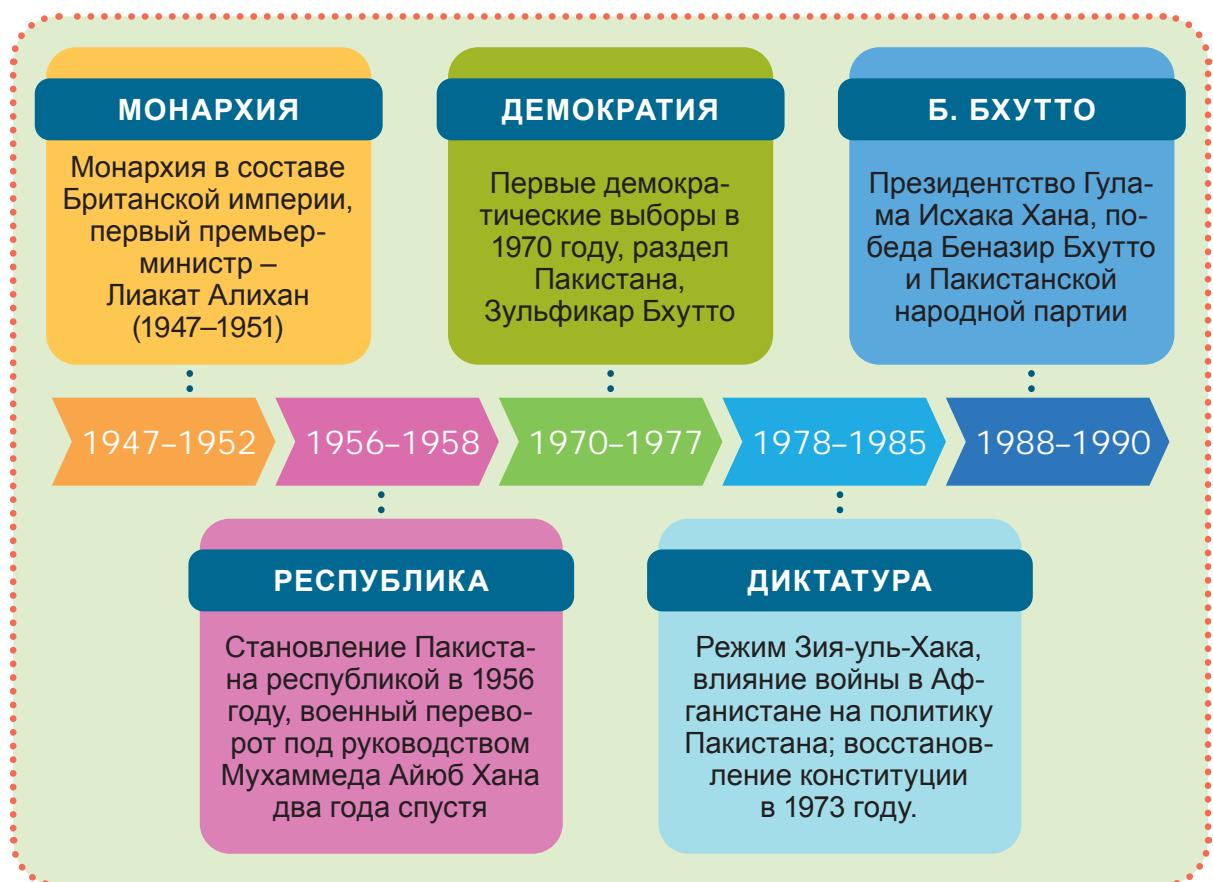 МОНАРХИЯ
Монархия в составе
Британской империи,
первый премьер-
министр –
Лиакат Алихан
(1947–1951)
ДЕМОКРАТИЯ
Первые демокра-
тические выборы в
1970 году, раздел
Пакистана,
Зульфикар Бхутто
Б. БХУТТО
Президентство Гула-
ма Исхака Хана, по-
беда Беназир Бхутто
и Пакистанской
народной партии
1947–1952
1956–1958
1970–1977
1978–1985
1988–1990
РЕСПУБЛИКА
Становление Пакиста-
на республикой в 1956
году, военный перево-
рот под руководством
Мухаммеда Айюб Хана
два года спустя
ДИКТАТУРА
Режим Зия-уль-Хака,
влияние войны в Аф-
ганистане на политику
Пакистана; восстанов-
ление конституции
в 1973 году.